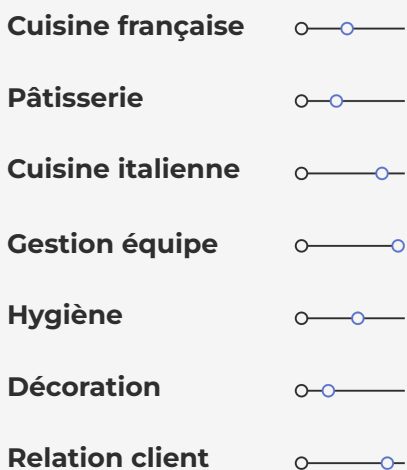 Cuisine française
Pâtisserie
Cuisine italienne
Gestion équipe
Hygiène
Décoration
Relation client